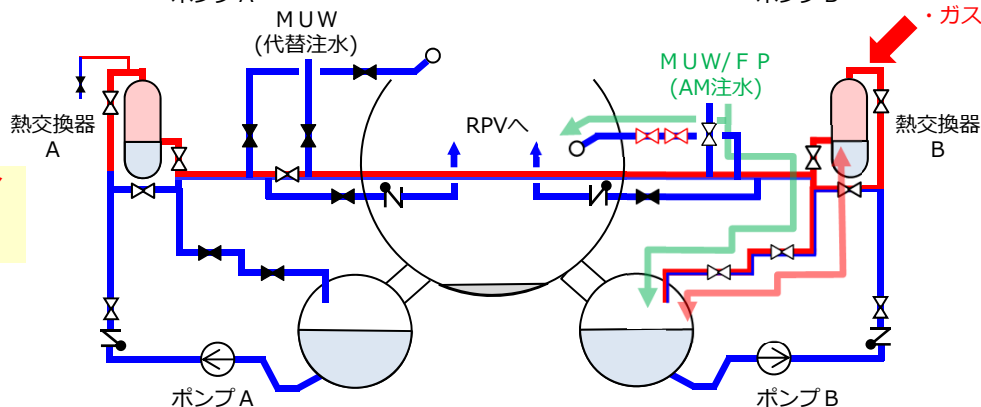 ・ガス
ＭＵＷ
(代替注水)
ＭＵＷ/ＦＰ
(AM注水)
熱交換器
A
RPVへ
熱交換器
B
ポンプＡ
ポンプＢ